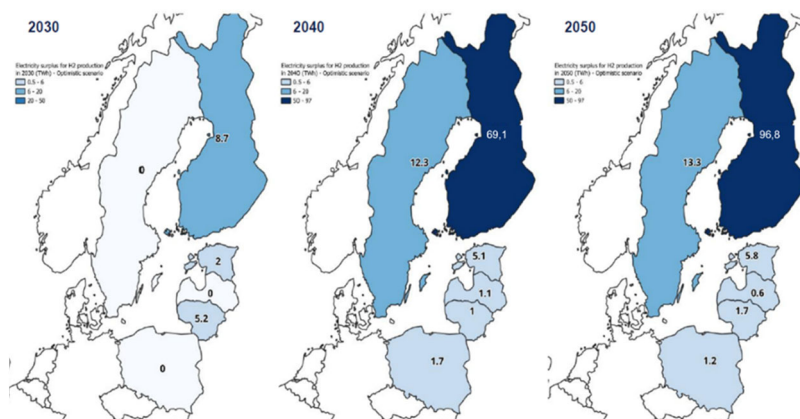 2030
Electricity surplus for H2 production
in 2030 (TWh) - Optimistic scenario
0.5 - 6
6 - 20
20 - 50
0
8.7
2
0
5.2
0
2040
Electricity surplus for H2 production
in 2040 (TWh) - Optimistic scenario
0.5 - 6
6 - 20
50 - 97
69,1
12.3
5.1
1.1
1
1.7
2050
Electricity surplus for H2 production
in 2050 (TWh) - Optimistic scenario
0.5 - 6
6 - 20
50 - 97
96,8
13.3
5.8
0.6
1.7
1.2